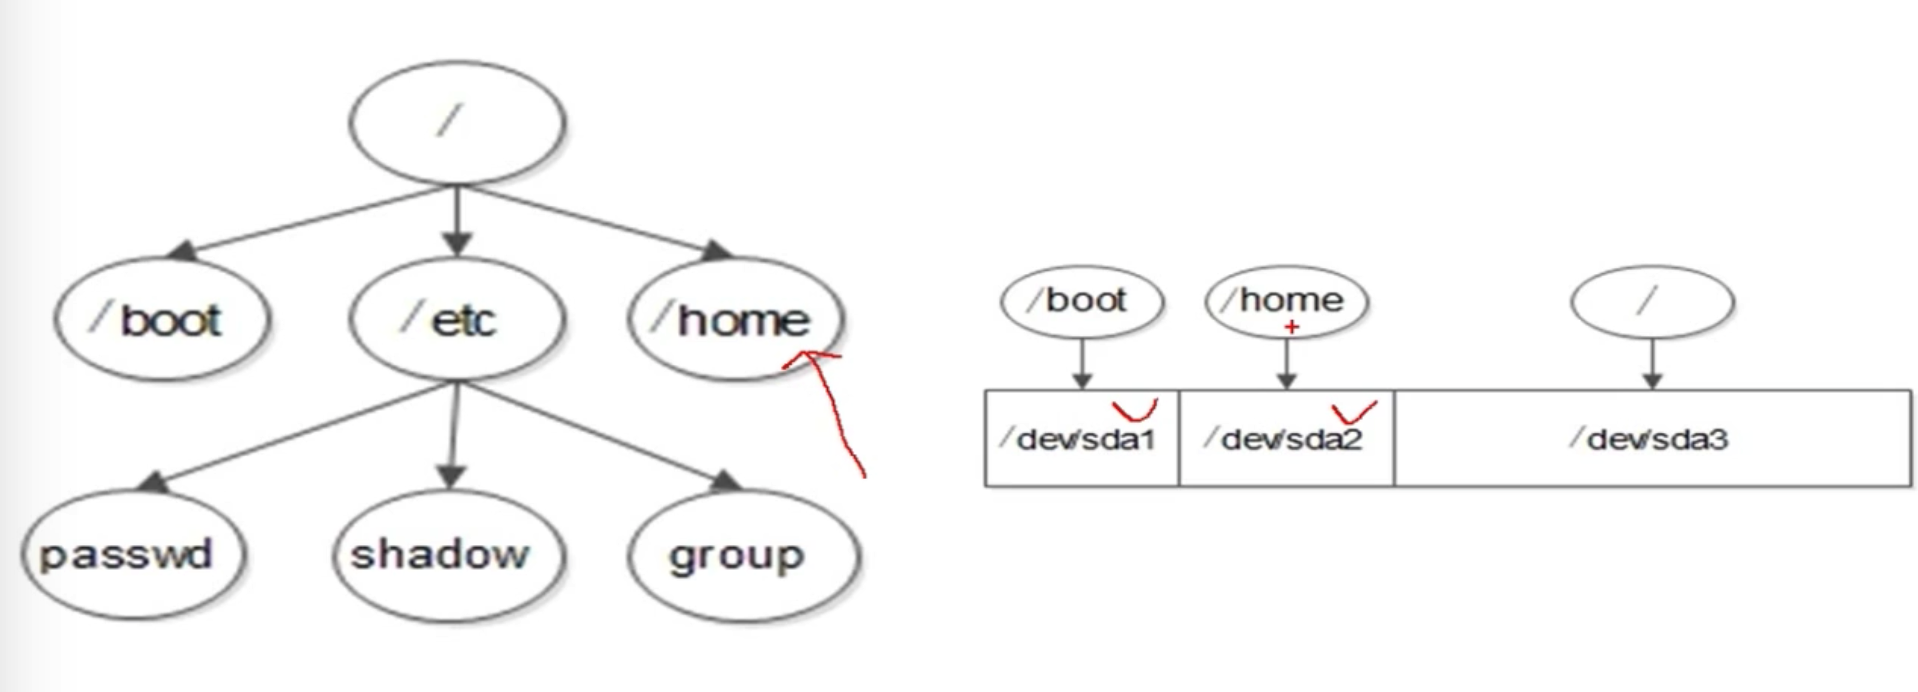 /
/boot
/etc
/home
passwd
shadow
group
/boot
/home
/
/dev/sda1
/dev/sda2
/dev/sda3